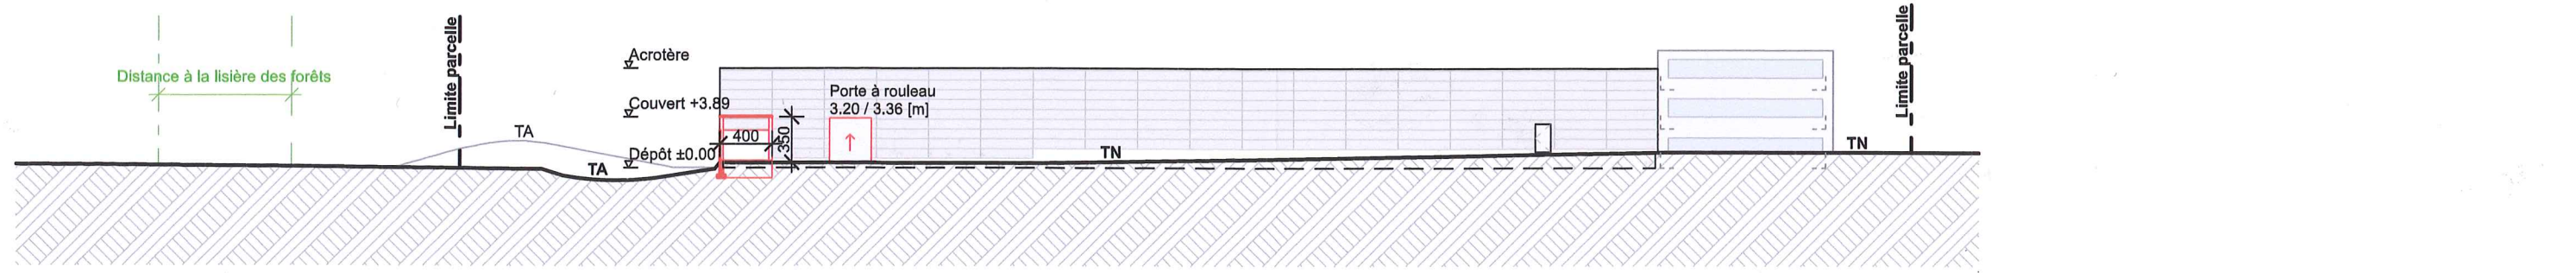 Distance à la lisière des forêts
Limite parcelle
TA
TA
Acrotère
Couvert +3.89
Dépôt ±0.00
400
350
Porte à rouleau
3.20 / 3.36 [m]
TN
TN
Limite parcelle